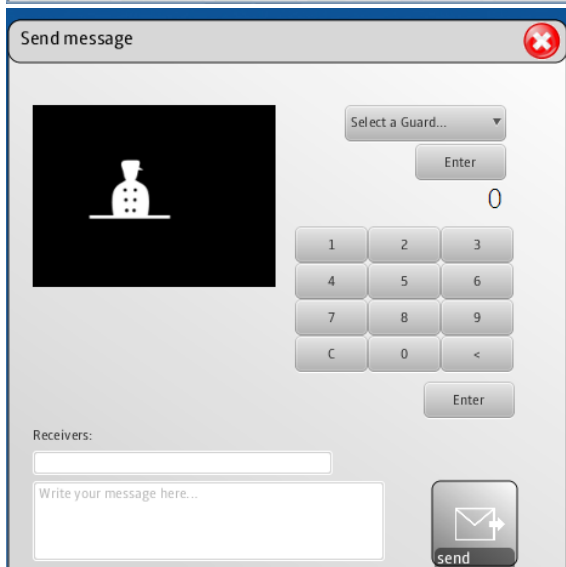 Send message
Select a Guard...
Enter
0
1 2 3
4 5 6
7 8 9
C 0 <
Enter
Receivers:
Write your message here...
send